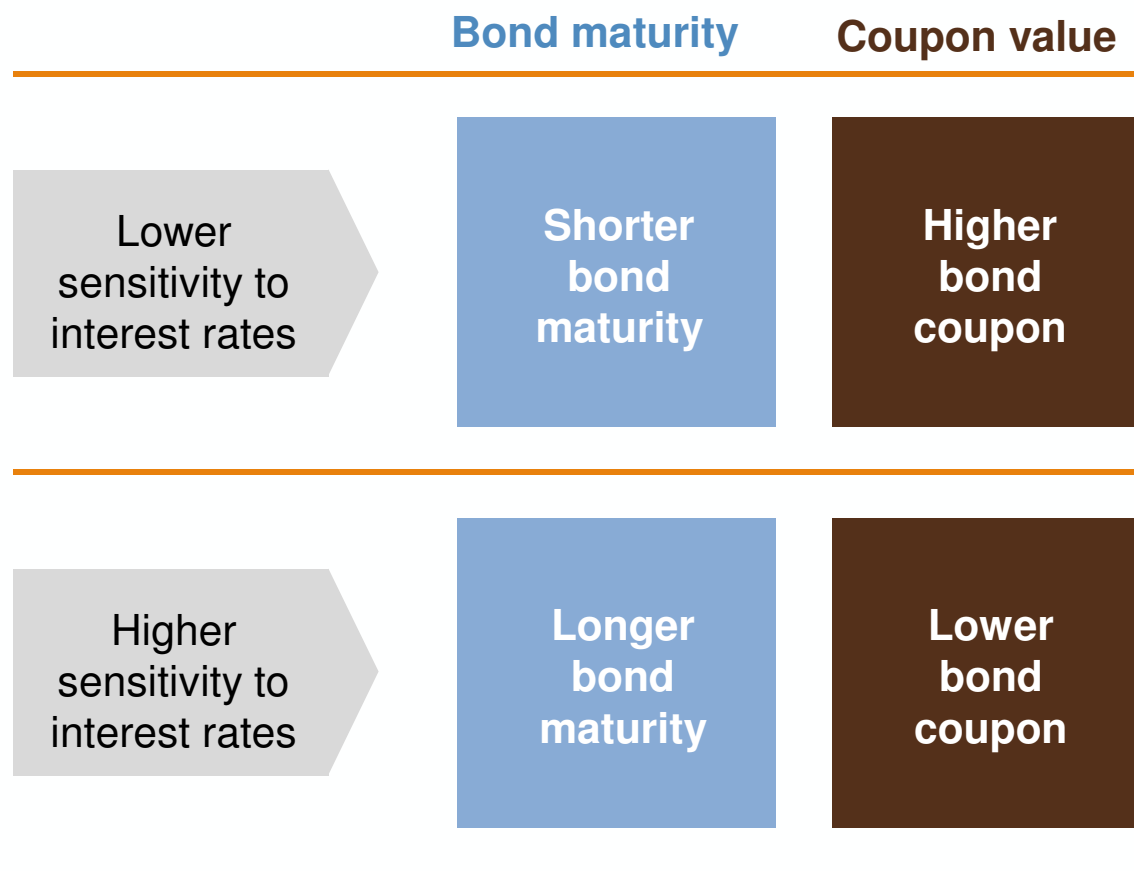 Bond maturity
Coupon value
Lower
sensitivity to
interest rates
Shorter
bond
maturity
Higher
bond
coupon
Higher
sensitivity to
interest rates
Longer
bond
maturity
Lower
bond
coupon